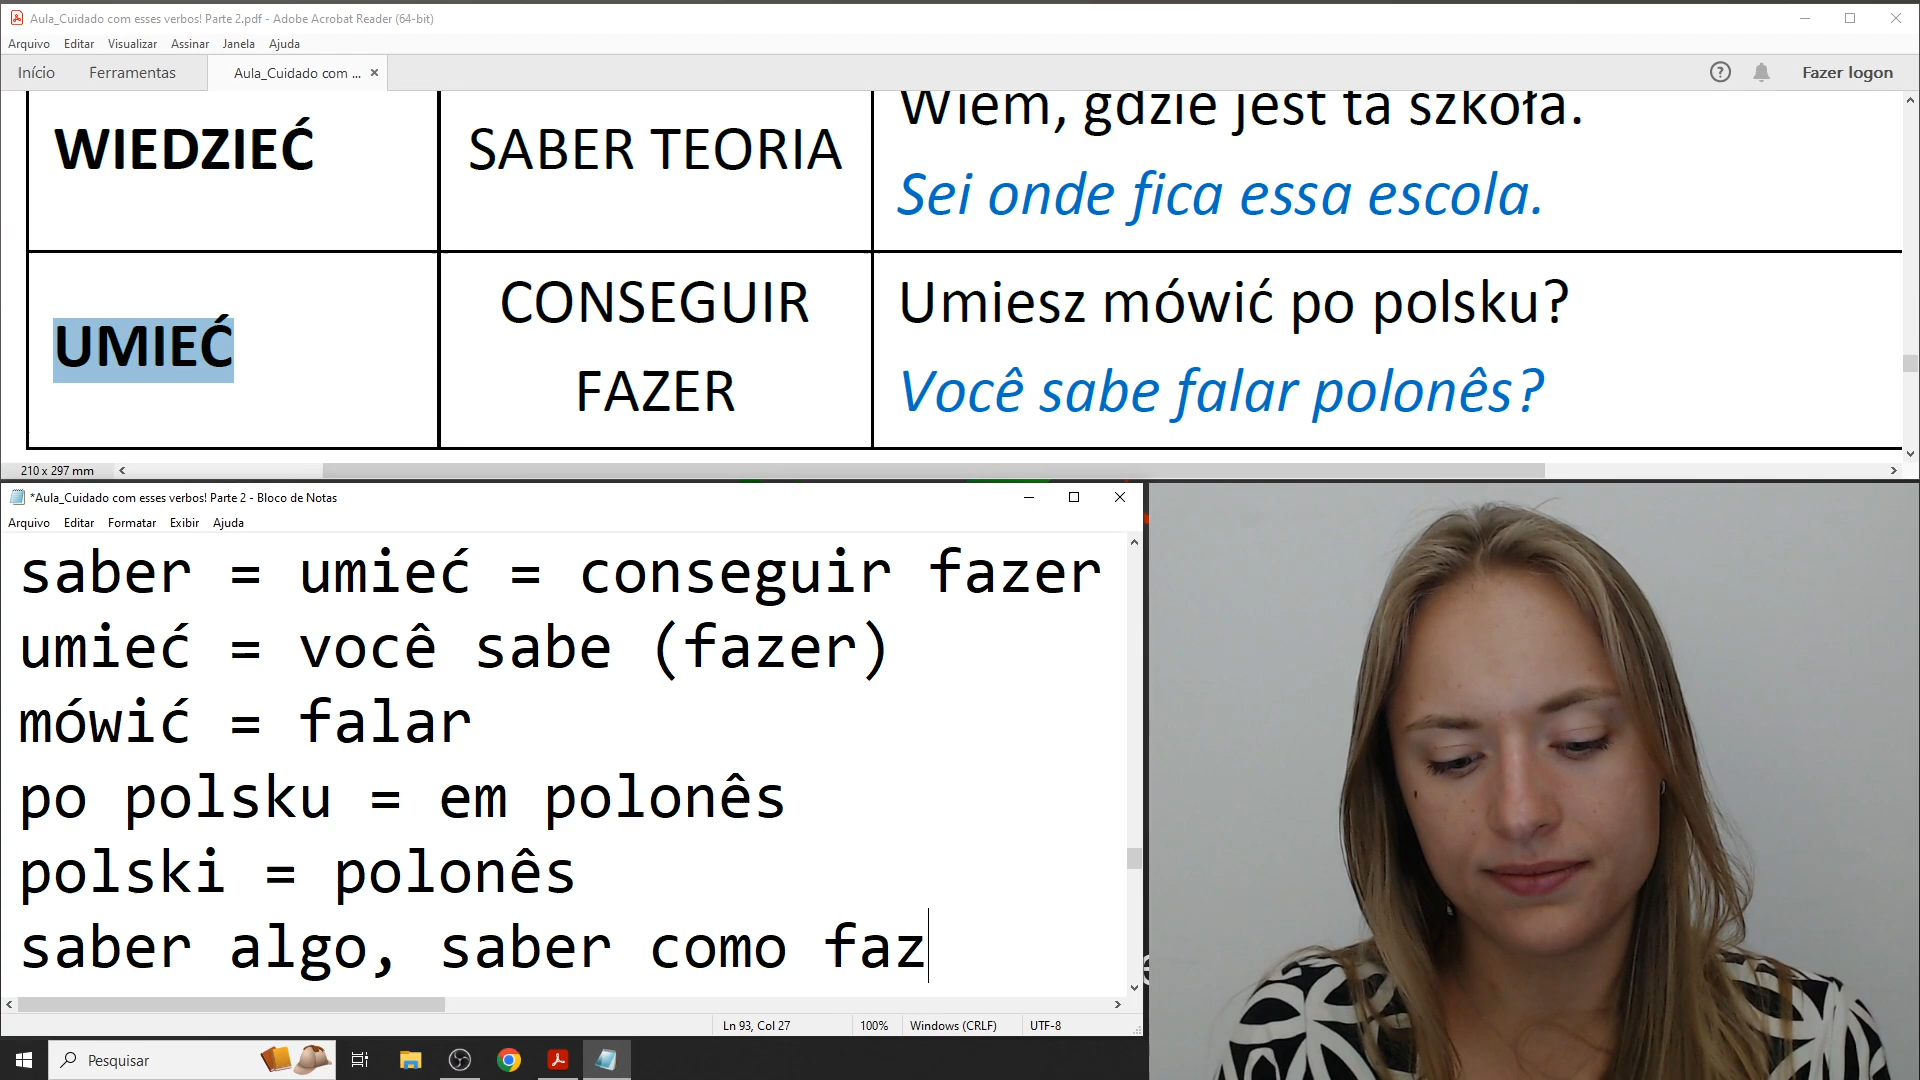 Aula_Cuidado com esses verbos! Parte 2.pdf - Adobe Acrobat Reader (64-bit)
Arquivo Editar Visualizar Assinar Janela Ajuda
Início Ferramentas Aula_Cuidado com ... × Fazer logon
WIEDZIEĆ
SABER TEORIA
Wiem, gdzie jest ta szkoła.
Sei onde fica essa escola.
UMIEĆ
CONSEGUIR
FAZER
Umiesz mówić po polsku?
Você sabe falar polonês?
210 x 297 mm
*Aula_Cuidado com esses verbos! Parte 2 - Bloco de Notas
Arquivo Editar Formatar Exibir Ajuda
saber = umieć = conseguir fazer
umieć = você sabe (fazer)
mówić = falar
po polsku = em polonês
polski = polonês
saber algo, saber como faz
Ln 93, Col 27 100% Windows (CRLF) UTF-8
Pesquisar